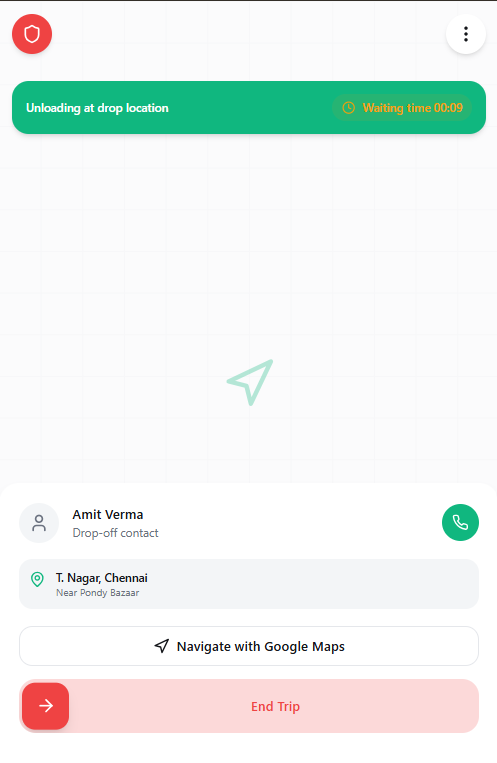 Unloading at drop location
Waiting time 00:09
Amit Verma
Drop-off contact
T. Nagar, Chennai
Near Pondy Bazaar
Navigate with Google Maps
End Trip